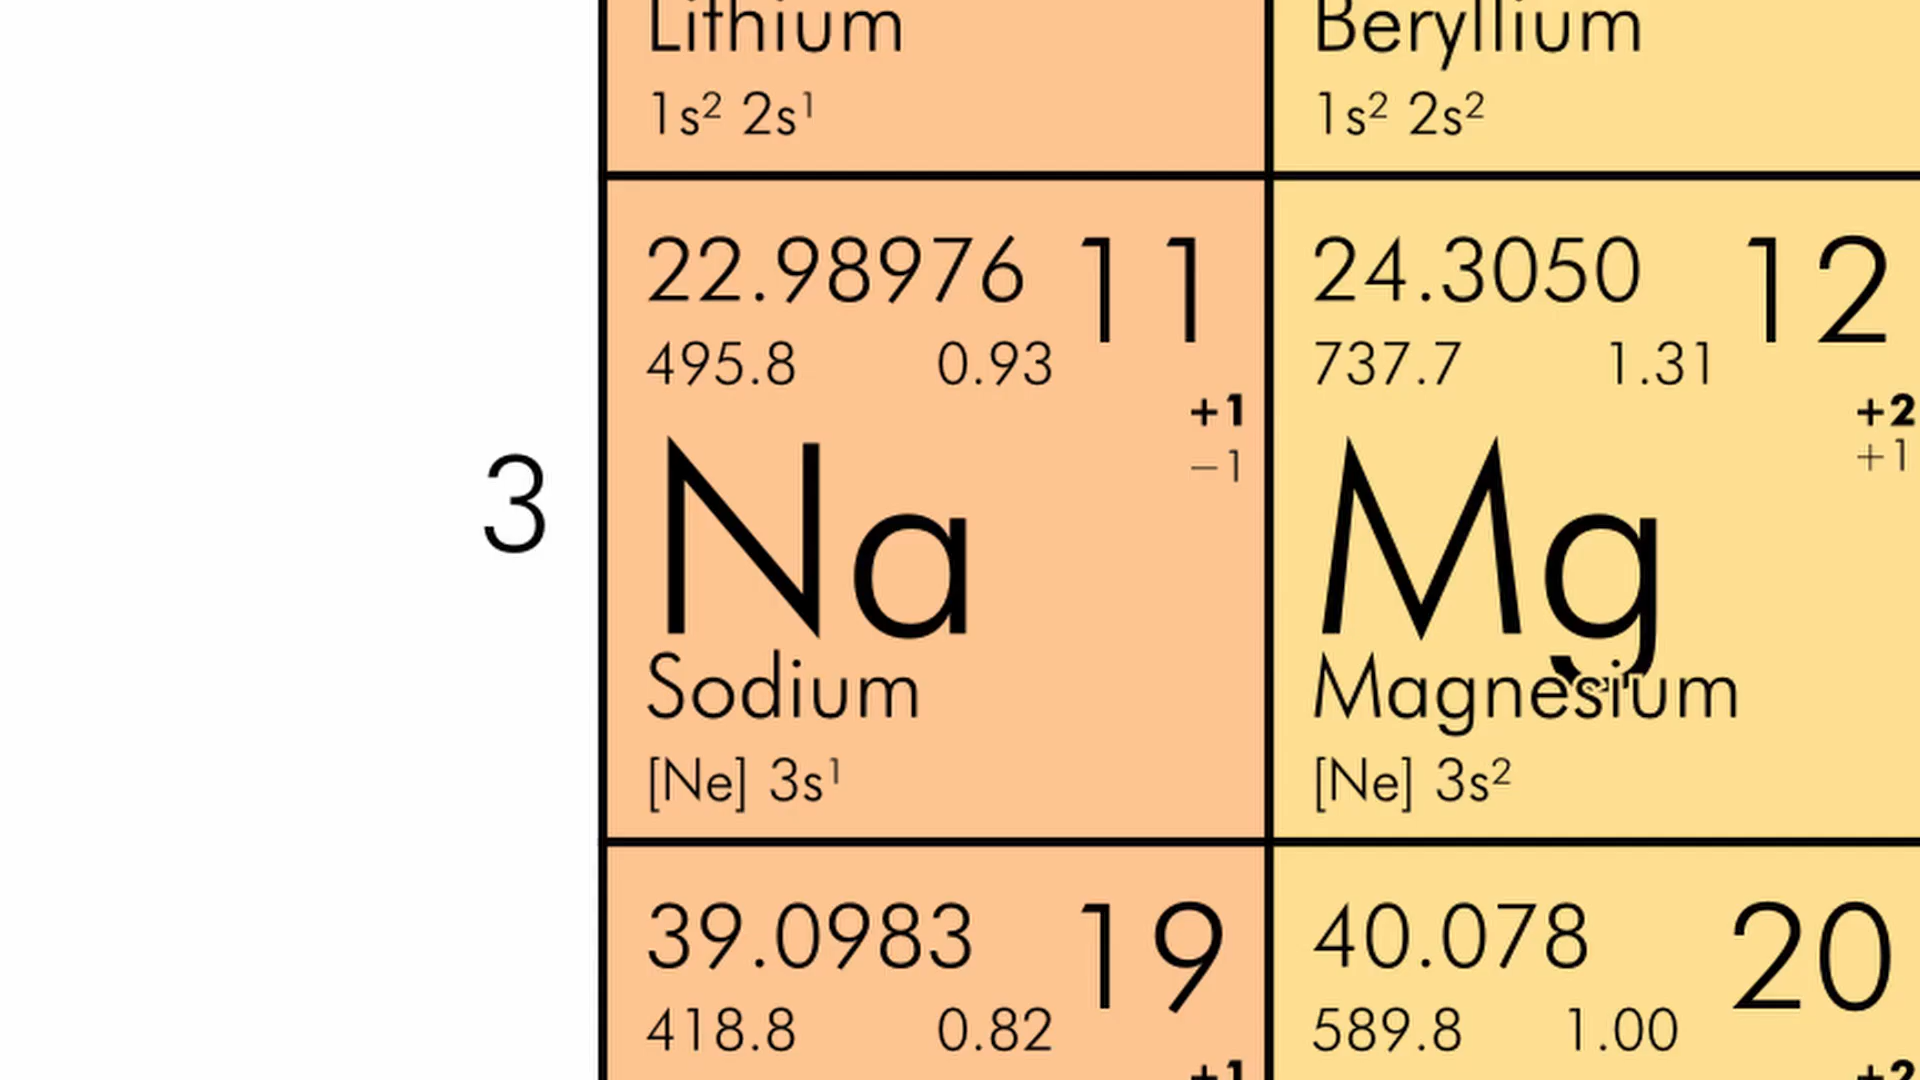 Lithium
1s² 2s¹
Beryllium
1s² 2s²
3
22.98976 11
495.8 0.93
+1
−1
Na
Sodium
[Ne] 3s¹
24.3050 12
737.7 1.31
+2
+1
Mg
Magnesium
[Ne] 3s²
39.0983 19
418.8 0.82
+1
40.078 20
589.8 1.00
+2